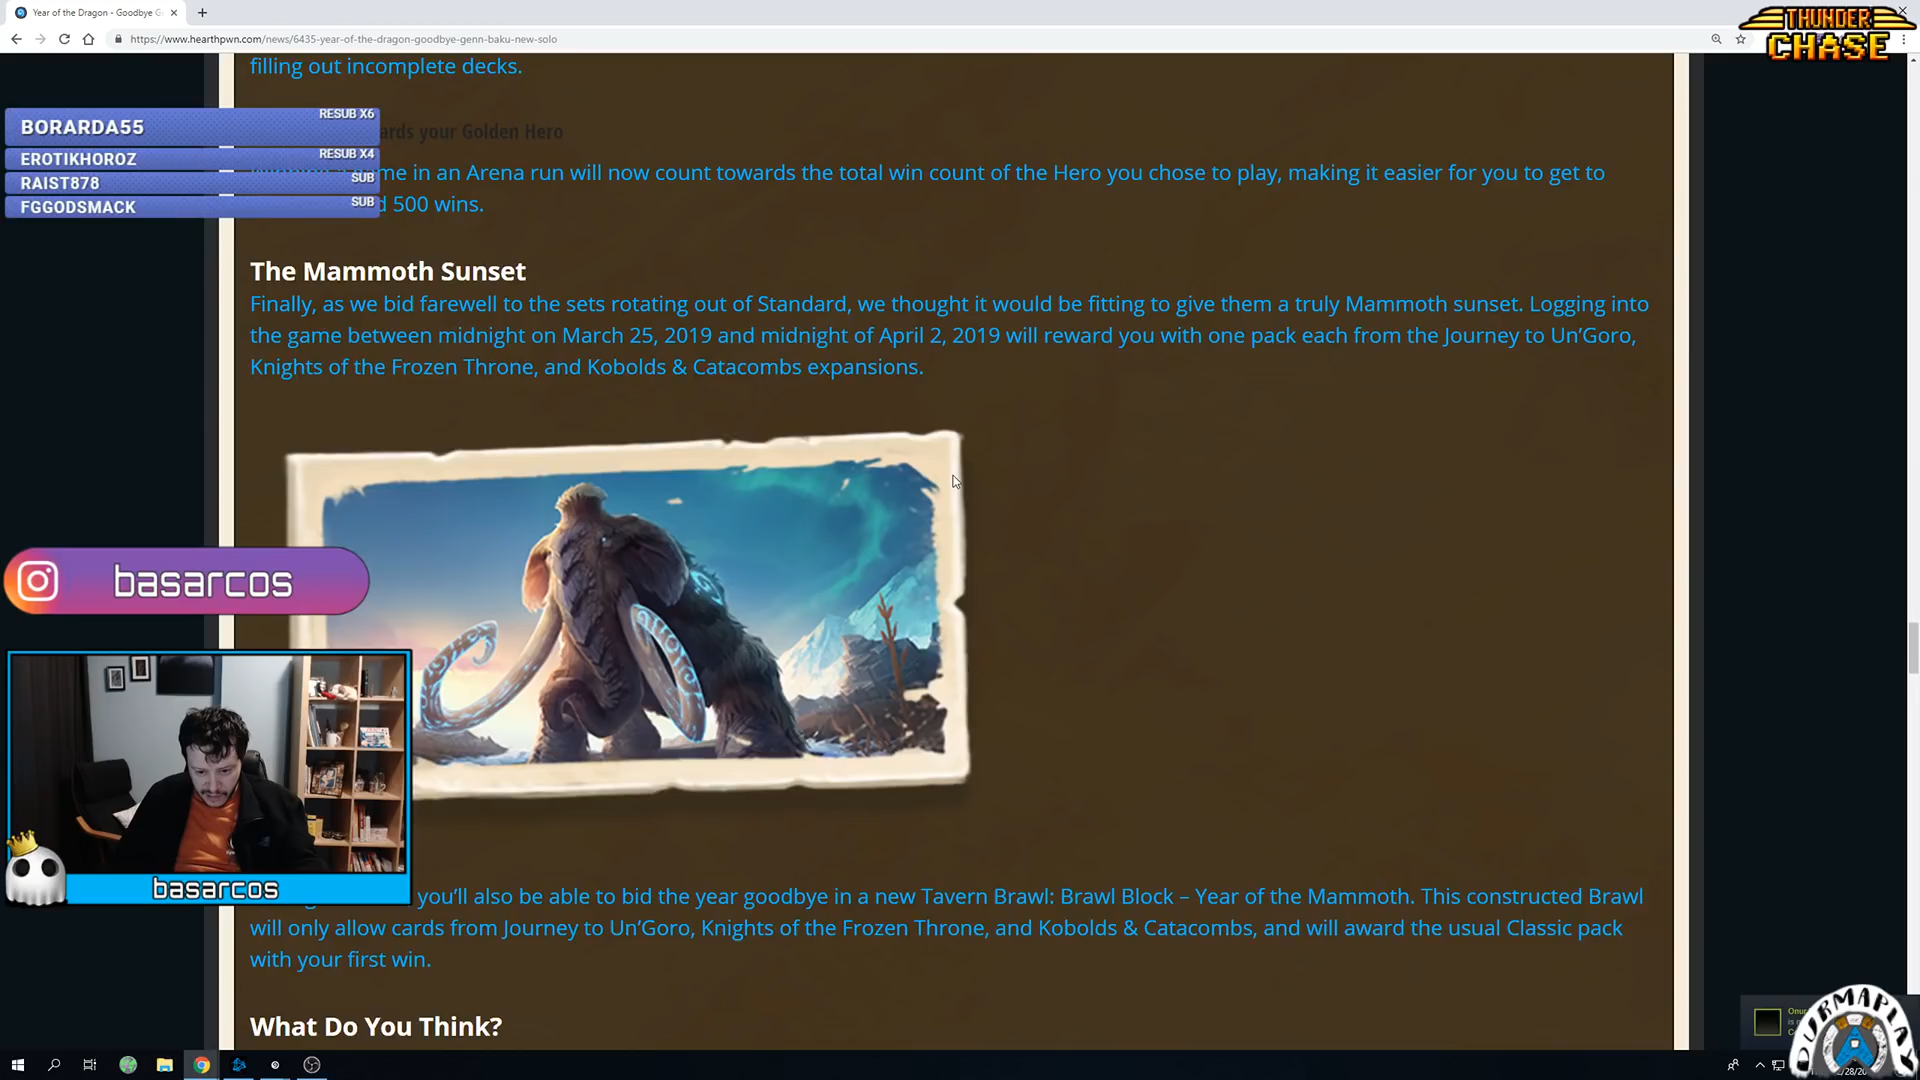 Year of the Dragon - Goodbye G
https://www.hearthpwn.com/news/6435-year-of-the-dragon-goodbye-genn-baku-new-solo
THUNDER
CHASE
filling out incomplete decks.
RESUB X6
BORARDA55
ards your Golden Hero
RESUB X4
EROTIKHOROZ
me in an Arena run will now count towards the total win count of the Hero you chose to play, making it easier for you to get to
SUB
RAIST878
SUB
FGGODSMACK
d 500 wins.
The Mammoth Sunset
Finally, as we bid farewell to the sets rotating out of Standard, we thought it would be fitting to give them a truly Mammoth sunset. Logging into
the game between midnight on March 25, 2019 and midnight of April 2, 2019 will reward you with one pack each from the Journey to Un'Goro,
Knights of the Frozen Throne, and Kobolds & Catacombs expansions.
basarcos
basarcos
you'll also be able to bid the year goodbye in a new Tavern Brawl: Brawl Block – Year of the Mammoth. This constructed Brawl
will only allow cards from Journey to Un'Goro, Knights of the Frozen Throne, and Kobolds & Catacombs, and will award the usual Classic pack
with your first win.
What Do You Think?
DURMAPLAY